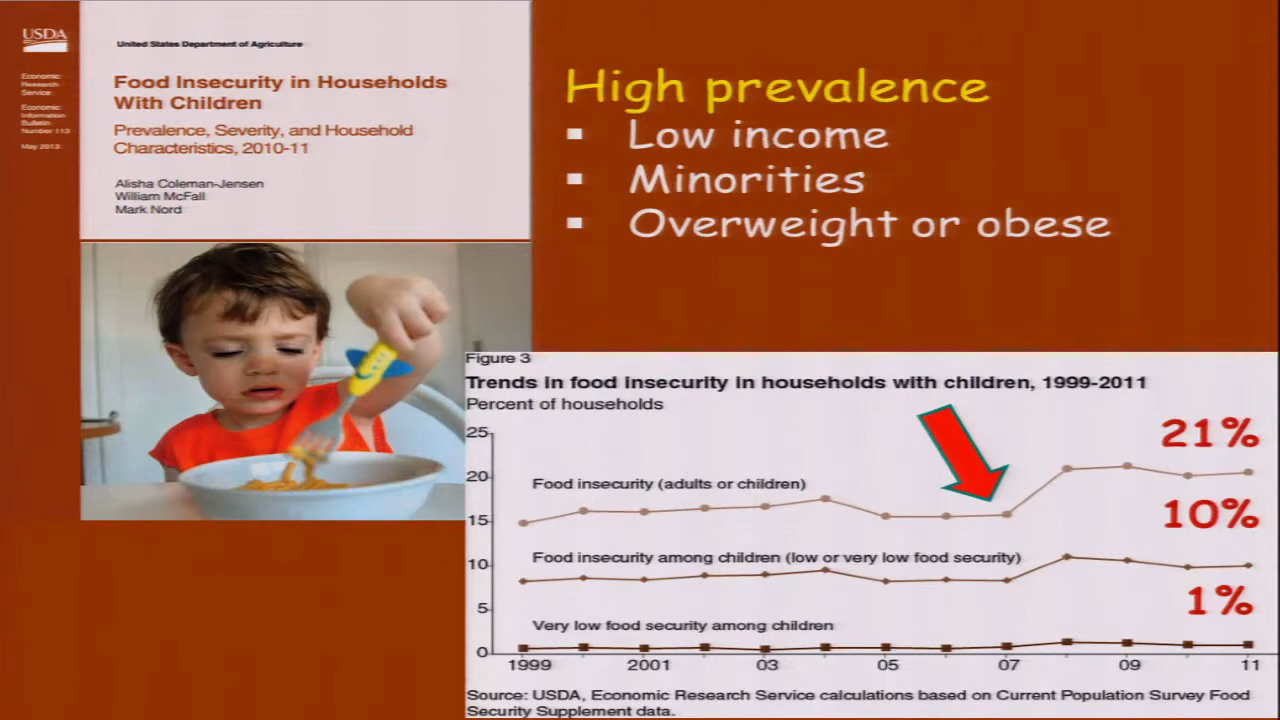 USDA
Economic
Research
Service
Economic
Information
Bulletin
Number 113
May 2013
United States Department of Agriculture
Food Insecurity in Households
With Children
Prevalence, Severity, and Household
Characteristics, 2010-11
Alisha Coleman-Jensen
William McFall
Mark Nord
High prevalence
▪ Low income
▪ Minorities
▪ Overweight or obese
Figure 3
Trends in food insecurity in households with children, 1999-2011
Percent of households
25
21%
20
Food insecurity (adults or children)
15
10%
10
Food insecurity among children (low or very low food security)
5
1%
Very low food security among children
0
1999 2001 03 05 07 09 11
Source: USDA, Economic Research Service calculations based on Current Population Survey Food
Security Supplement data.